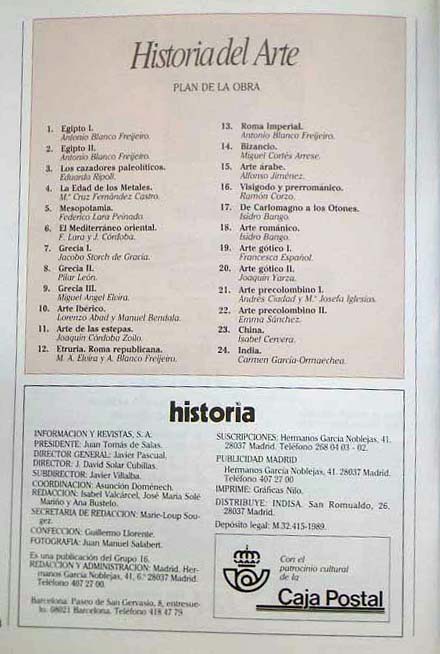 Historia del Arte
PLAN DE LA OBRA
1. Egipto I.
Antonio Blanco Freijeiro.
2. Egipto II.
Antonio Blanco Freijeiro.
3. Los cazadores paleolíticos.
Eduardo Ripoll.
4. La Edad de los Metales.
M.ª Cruz Fernández Castro.
5. Mesopotamia.
Federico Lara Peinado.
6. El Mediterráneo oriental.
F. Lara y J. Córdoba.
7. Grecia I.
Jacobo Storch de Gracia.
8. Grecia II.
Pilar León.
9. Grecia III.
Miguel Angel Elvira.
10. Arte Ibérico.
Lorenzo Abad y Manuel Bendala.
11. Arte de las estepas.
Joaquín Córdoba Zoilo.
12. Etruria. Roma republicana.
M. A. Elvira y A. Blanco Freijeiro.
13. Roma Imperial.
Antonio Blanco Freijeiro.
14. Bizancio.
Miguel Cortés Arrese.
15. Arte árabe.
Alfonso Jiménez.
16. Visigodo y prerrománico.
Ramón Corzo.
17. De Carlomagno a los Otones.
Isidro Bango.
18. Arte románico.
Isidro Bango.
19. Arte gótico I.
Francesca Español.
20. Arte gótico II.
Joaquín Yarza.
21. Arte precolombino I.
Andrés Ciudad y M.ª Josefa Iglesias.
22. Arte precolombino II.
Emma Sánchez.
23. China.
Isabel Cervera.
24. India.
Carmen García-Ormaechea.
historia
INFORMACION Y REVISTAS, S. A.
PRESIDENTE: Juan Tomás de Salas.
DIRECTOR GENERAL: Javier Pascual.
DIRECTOR: J. David Solar Cubillas.
SUBDIRECTOR: Javier Villalba.
COORDINACION: Asunción Doménech.
REDACCION: Isabel Valcárcel, José María Solé
Mariño y Ana Bustelo.
SECRETARIA DE REDACCION: Marie-Loup Sou-
gez.
CONFECCION: Guillermo Llorente.
FOTOGRAFIA: Juan Manuel Salabert.
Es una publicación del Grupo 16.
REDACCION Y ADMINISTRACION: Madrid. Her-
manos García Noblejas, 41, 6.º 28037 Madrid.
Teléfono 407 27 00.
Barcelona: Paseo de San Gervasio, 8, entresue-
lo. 08021 Barcelona. Teléfono 418 47 79
SUSCRIPCIONES: Hermanos García Noblejas, 41.
28037 Madrid. Teléfono 268 04 03 - 02.
PUBLICIDAD MADRID
Hermanos García Noblejas, 41. 28037 Madrid.
Teléfono 407 27 00
IMPRIME: Gráficas Nilo.
DISTRIBUYE: INDISA. San Romualdo, 26.
28037 Madrid.
Depósito legal: M.32.415-1989.
Con el
patrocinio cultural
de la
Caja Postal